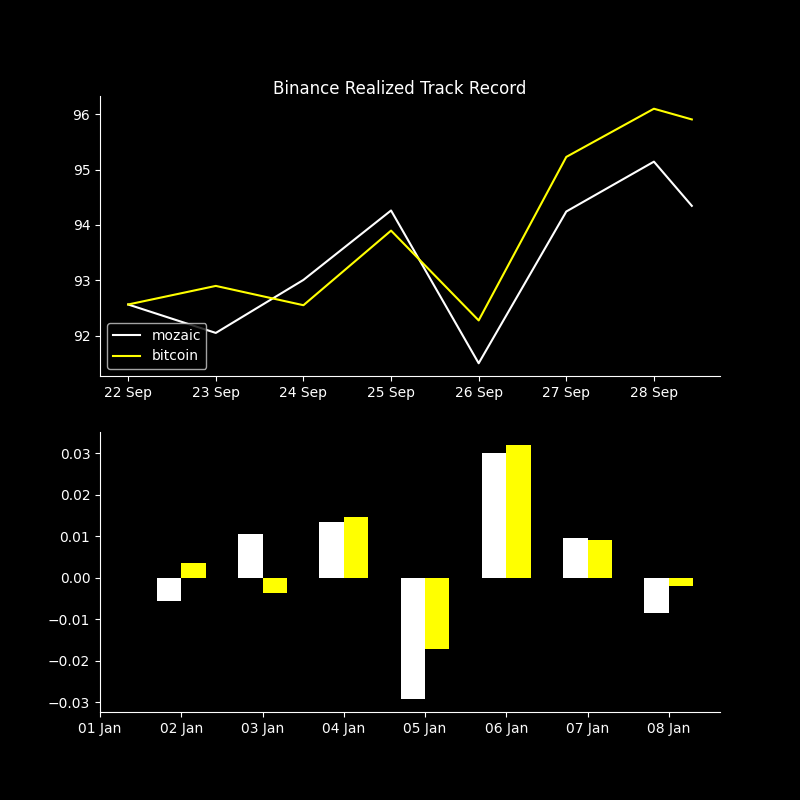 Binance Realized Track Record
96
95
94
93
92
mozaic
bitcoin
22 Sep 23 Sep 24 Sep 25 Sep 26 Sep 27 Sep 28 Sep
0.03
0.02
0.01
0.00
−0.01
−0.02
−0.03
01 Jan 02 Jan 03 Jan 04 Jan 05 Jan 06 Jan 07 Jan 08 Jan